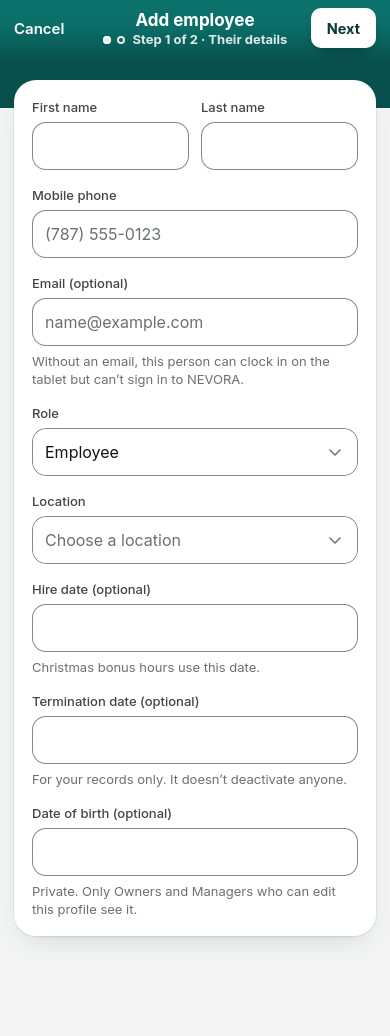 Cancel
Add employee
Step 1 of 2 · Their details
Next
First name
Last name
Mobile phone
(787) 555-0123
Email (optional)
name@example.com
Without an email, this person can clock in on the
tablet but can’t sign in to NEVORA.
Role
Employee
Location
Choose a location
Hire date (optional)
Christmas bonus hours use this date.
Termination date (optional)
For your records only. It doesn’t deactivate anyone.
Date of birth (optional)
Private. Only Owners and Managers who can edit
this profile see it.